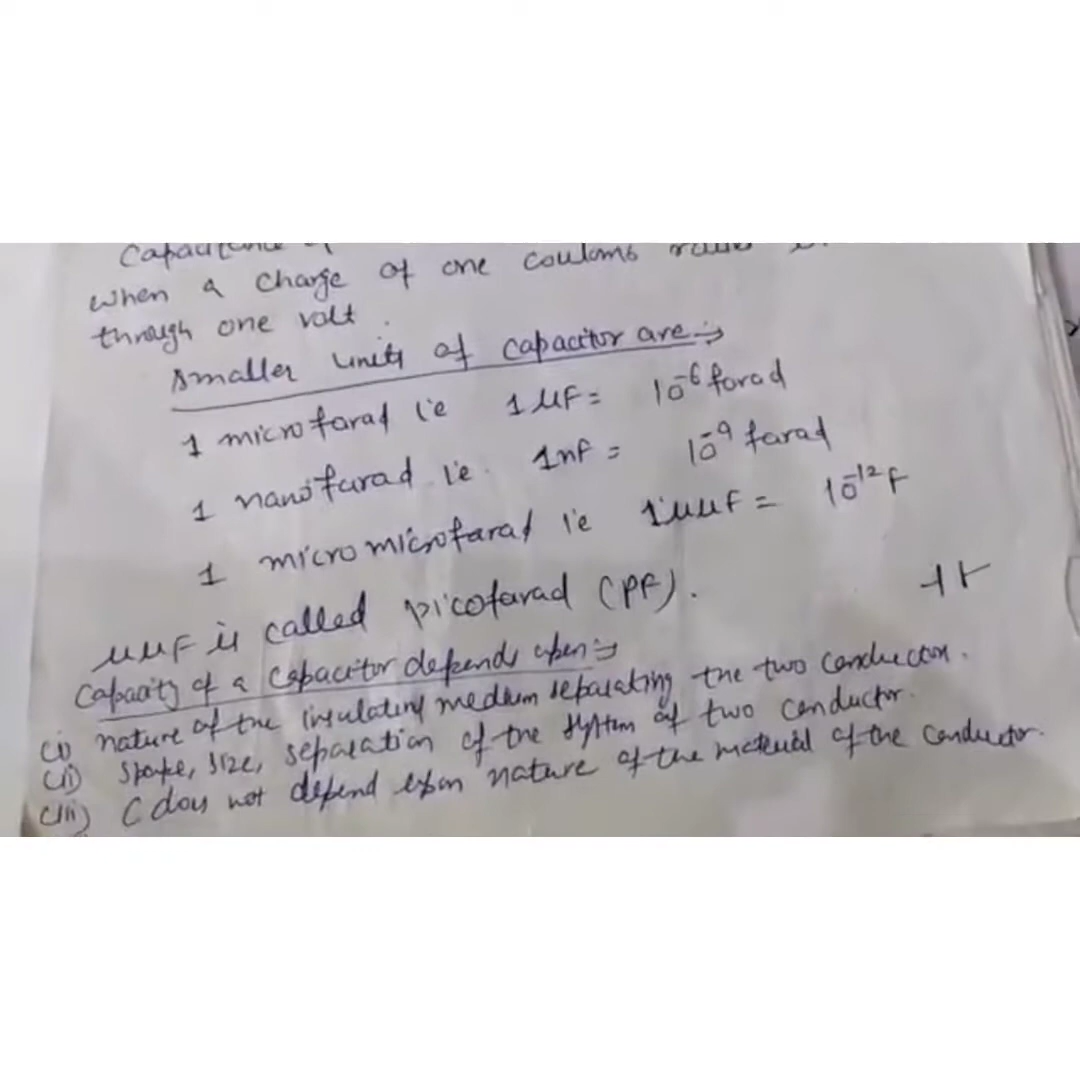 when a charge of one coulomb
through one volt.
smaller units of capacitor are :→
1 microfarad i'e 1 μF = 10⁻⁶ farad
1 nanofarad i'e. 1nF = 10⁻⁹ farad
1 micromicrofarad i'e 1μμF = 10⁻¹² F
μμF is called picofarad (PF).
Capacity of a capacitor depends upon :→
(i) nature of the insulating medium separating the two conductor.
(ii) shape, size, separation of the system of two conductor.
(iii) C does not depend upon nature of the material of the conductor.